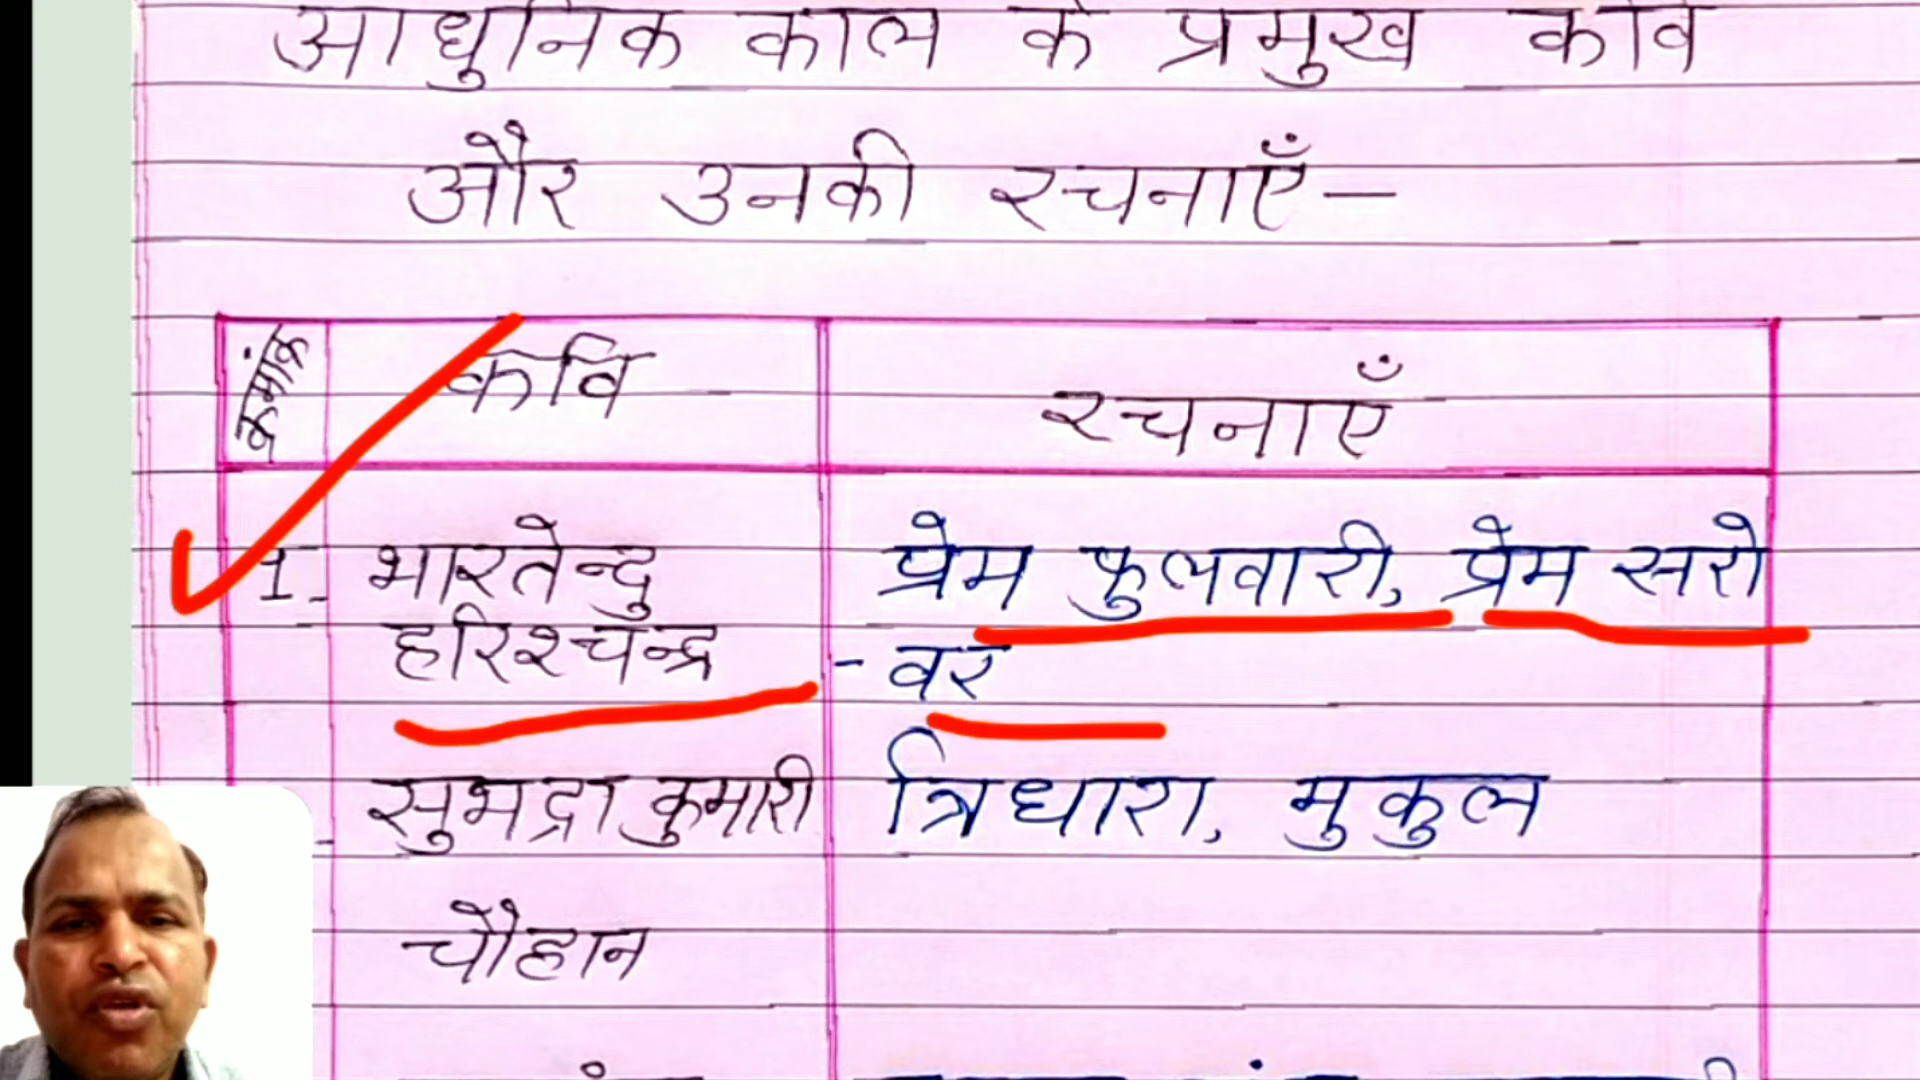 आधुनिक काल के प्रमुख कवि
और उनकी रचनाएँ–
क्रमांक कवि रचनाएँ
1. भारतेन्दु प्रेम फुलवारी, प्रेम सरो
हरिश्चन्द्र - वर
सुभद्रा कुमारी त्रिधारा, मुकुल
चौहान